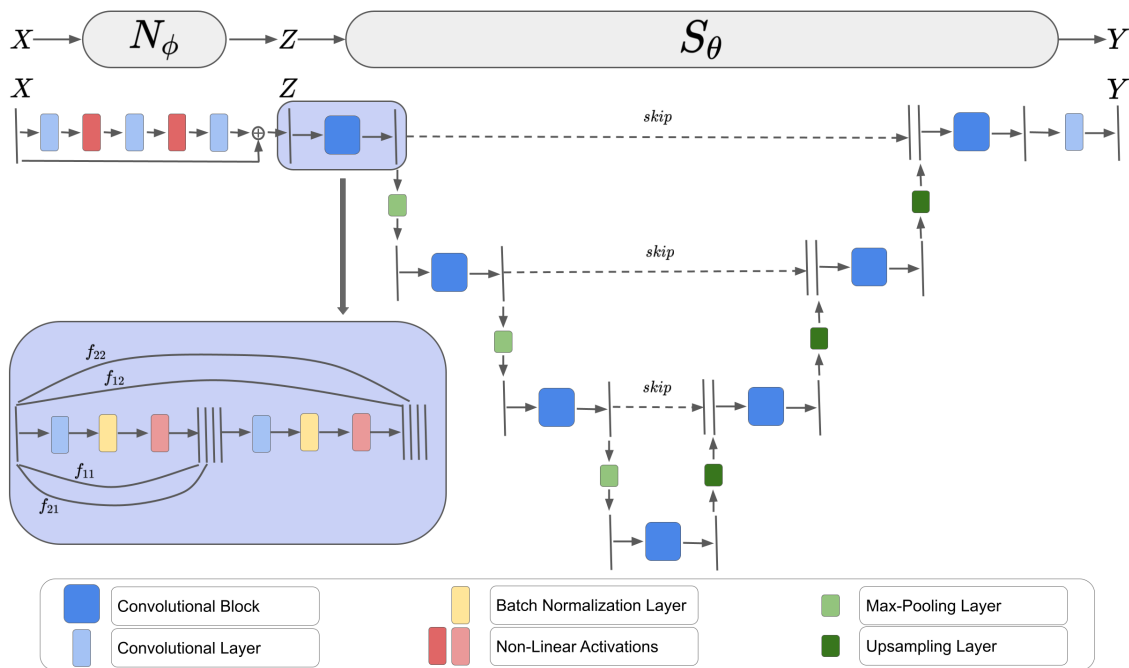 X N_ϕ Z S_θ Y
X Z Y
skip
skip
f_22
f_12
skip
f_11
f_21
Convolutional Block Batch Normalization Layer Max-Pooling Layer
Convolutional Layer Non-Linear Activations Upsampling Layer